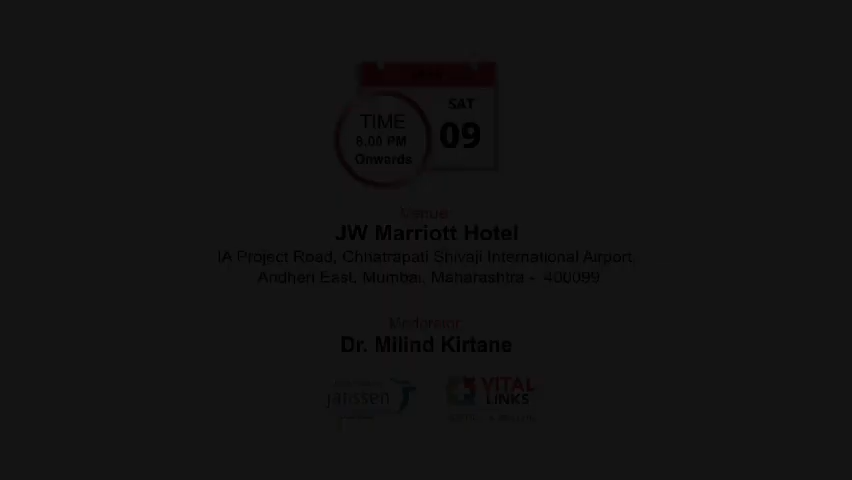 SAT
09
TIME
8.00 PM
Onwards
Venue:
JW Marriott Hotel
IA Project Road, Chhatrapati Shivaji International Airport,
Andheri East, Mumbai, Maharashtra - 400099
Moderator:
Dr. Milind Kirtane
janssen
VITAL
LINKS